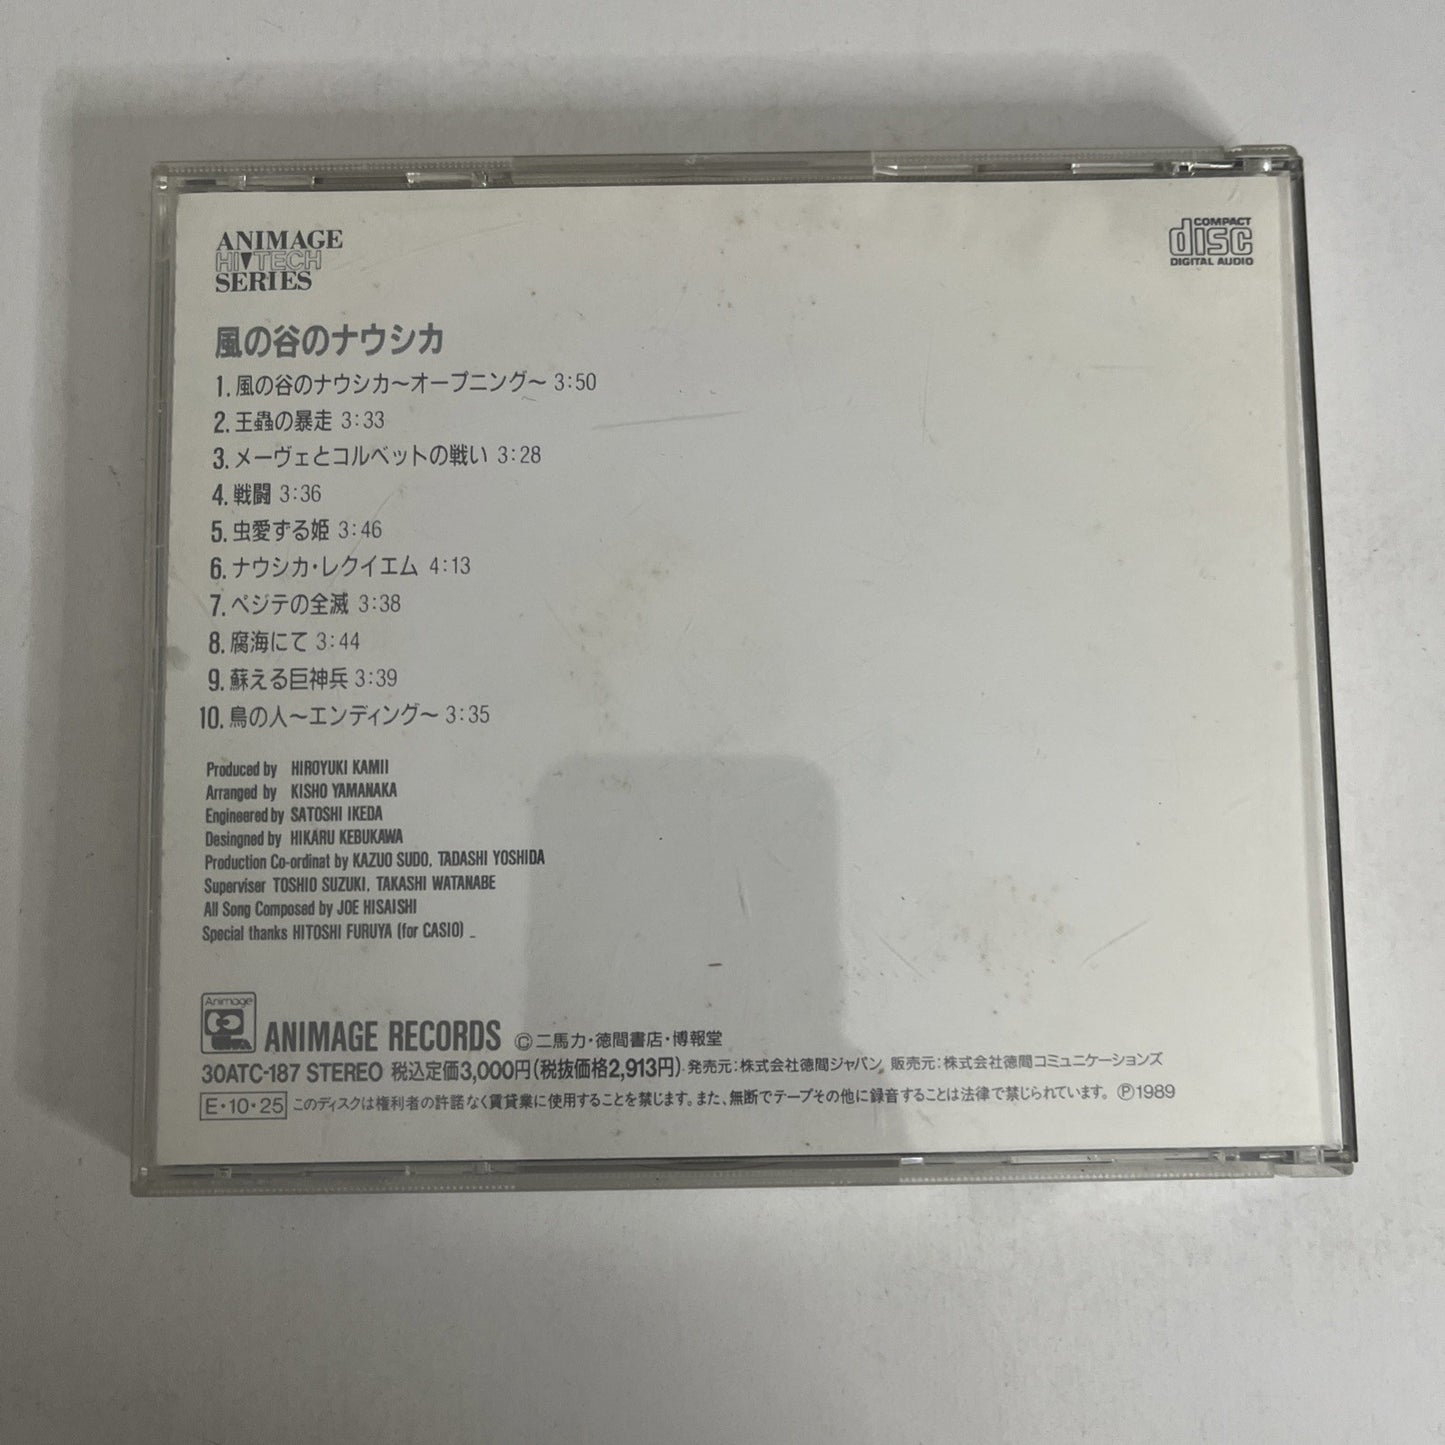 ANIMAGE
HI TECH
SERIES
COMPACT
disc
DIGITAL AUDIO
風の谷のナウシカ
1. 風の谷のナウシカ〜オープニング〜 3:50
2. 王蟲の暴走 3:33
3. メーヴェとコルベットの戦い 3:28
4. 戦闘 3:36
5. 虫愛ずる姫 3:46
6. ナウシカ・レクイエム 4:13
7. ペジテの全滅 3:38
8. 腐海にて 3:44
9. 蘇える巨神兵 3:39
10. 鳥の人〜エンディング〜 3:35
Produced by HIROYUKI KAMII
Arranged by KISHO YAMANAKA
Engineered by SATOSHI IKEDA
Desingned by HIKARU KEBUKAWA
Production Co-ordinat by KAZUO SUDO, TADASHI YOSHIDA
Superviser TOSHIO SUZUKI, TAKASHI WATANABE
All Song Composed by JOE HISAISHI
Special thanks HITOSHI FURUYA (for CASIO)
Animage
ANIMAGE RECORDS ©二馬力・徳間書店・博報堂
30ATC-187 STEREO 税込定価3,000円(税抜価格2,913円) 発売元:株式会社徳間ジャパン 販売元:株式会社徳間コミュニケーションズ
E・10・25 このディスクは権利者の許諾なく賃貸業に使用することを禁じます。また、無断でテープその他に録音することは法律で禁じられています。 ℗1989